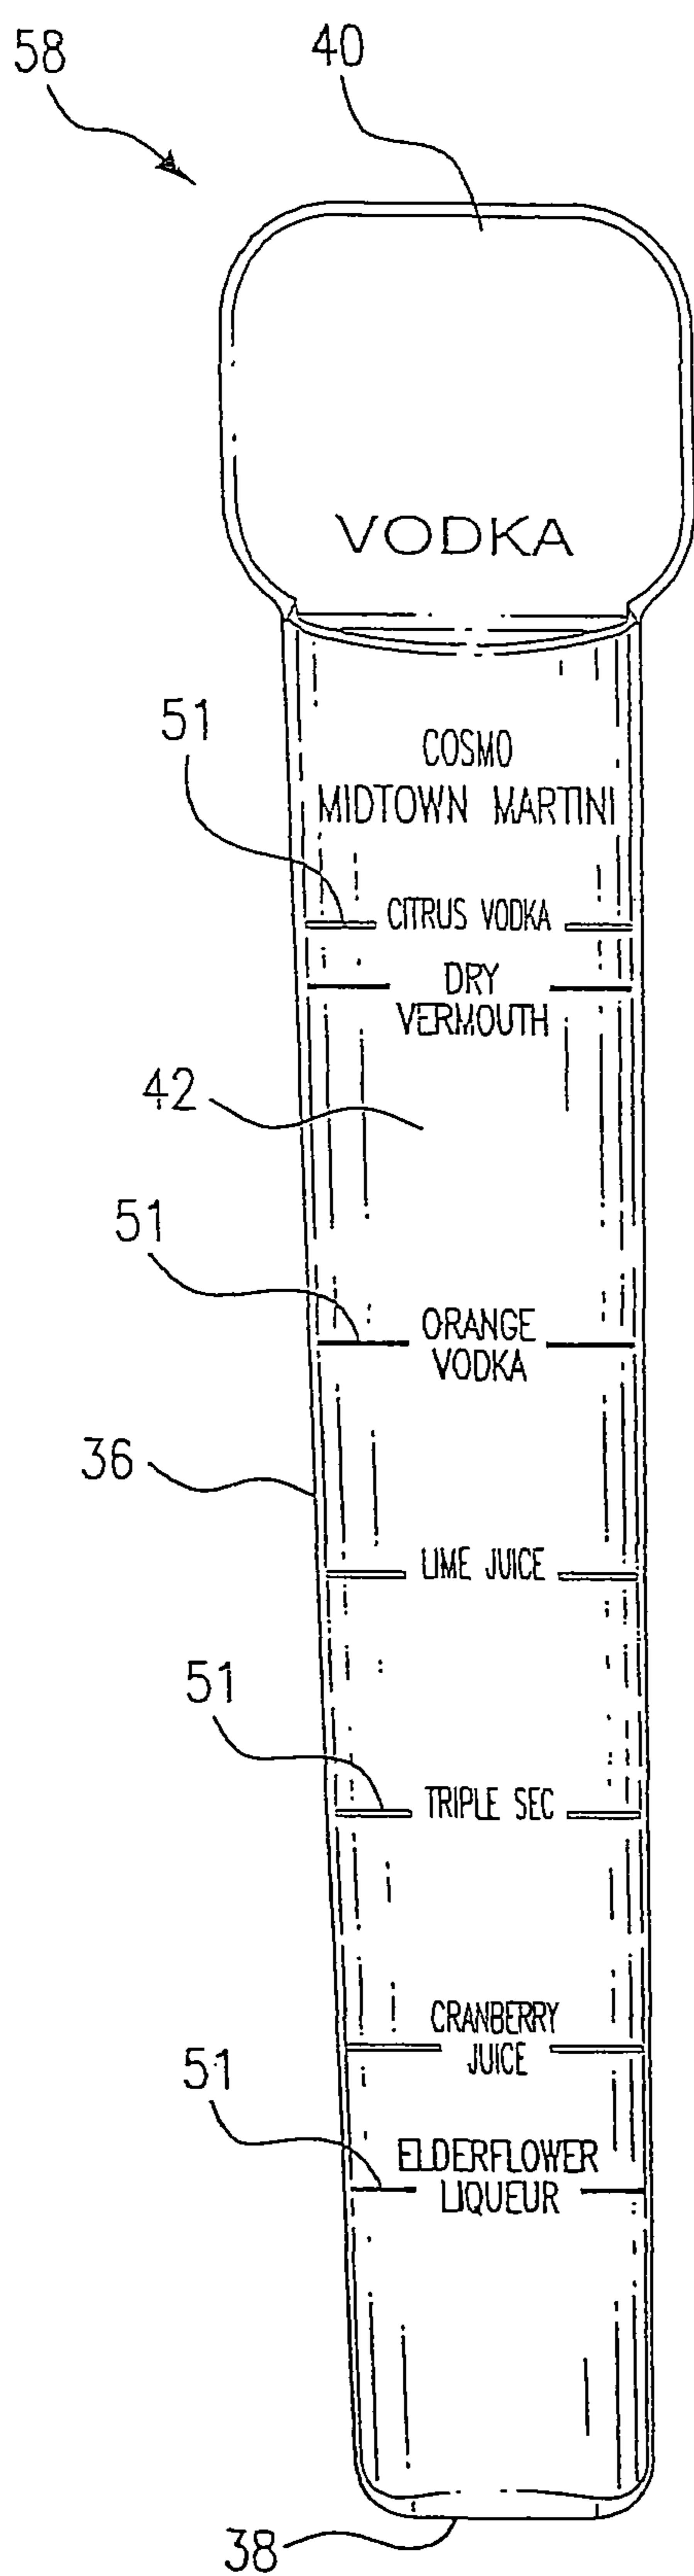 58
40
VODKA
COSMO
MIDTOWN MARTINI
51
CITRUS VODKA
DRY
VERMOUTH
42
51
ORANGE
VODKA
36
LIME JUICE
51
TRIPLE SEC
CRANBERRY
JUICE
51
ELDERFLOWER
LIQUEUR
38